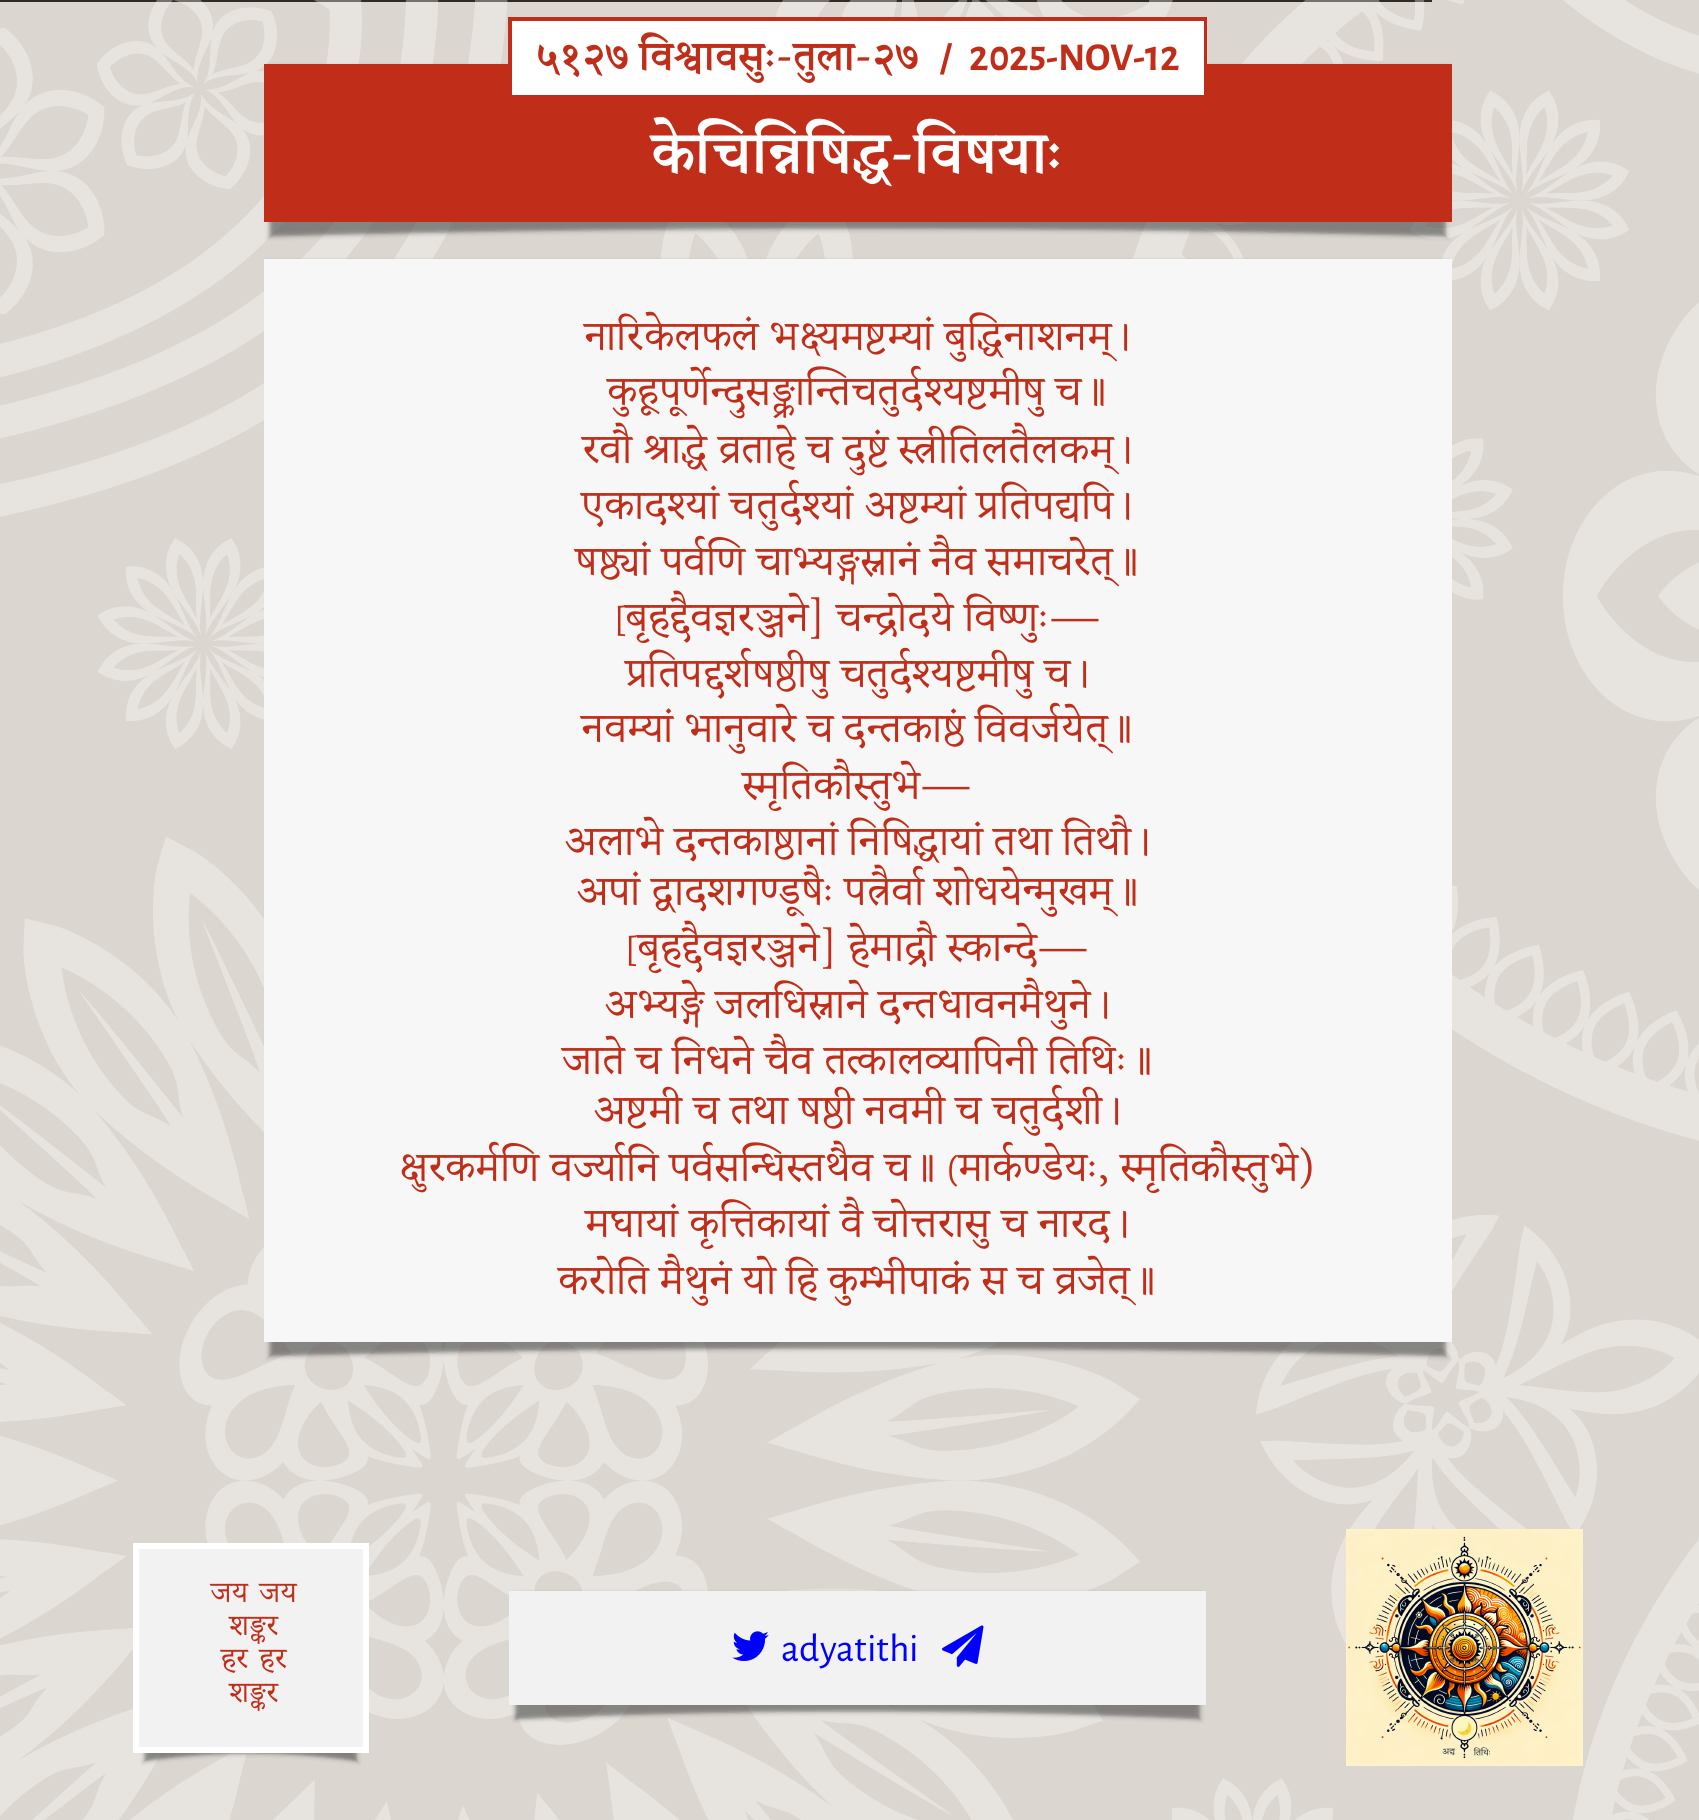 ५१२७ विश्वावसुः-तुला-२७ / 2025-NOV-12
केचिन्निषिद्ध-विषयाः
नारिकेलफलं भक्ष्यमष्टम्यां बुद्धिनाशनम्।
कुहूपूर्णेन्दुसङ्क्रान्तिचतुर्दश्यष्टमीषु च॥
रवौ श्राद्धे व्रताहे च दुष्टं स्त्रीतिलतैलकम्।
एकादश्यां चतुर्दश्यां अष्टम्यां प्रतिपद्यपि।
षष्ठ्यां पर्वणि चाभ्यङ्गस्नानं नैव समाचरेत्॥
[बृहद्दैवज्ञरञ्जने] चन्द्रोदये विष्णुः—
प्रतिपद्दर्शषष्ठीषु चतुर्दश्यष्टमीषु च।
नवम्यां भानुवारे च दन्तकाष्ठं विवर्जयेत्॥
स्मृतिकौस्तुभे—
अलाभे दन्तकाष्ठानां निषिद्धायां तथा तिथौ।
अपां द्वादशगण्डूषैः पत्रैर्वा शोधयेन्मुखम्॥
[बृहद्दैवज्ञरञ्जने] हेमाद्रौ स्कान्दे—
अभ्यङ्गे जलधिस्नाने दन्तधावनमैथुने।
जाते च निधने चैव तत्कालव्यापिनी तिथिः॥
अष्टमी च तथा षष्ठी नवमी च चतुर्दशी।
क्षुरकर्मणि वर्ज्यानि पर्वसन्धिस्तथैव च॥ (मार्कण्डेयः, स्मृतिकौस्तुभे)
मघायां कृत्तिकायां वै चोत्तरासु च नारद।
करोति मैथुनं यो हि कुम्भीपाकं स च व्रजेत्॥
जय जय
शङ्कर
हर हर
शङ्कर
adyatithi
अद्य तिथिः